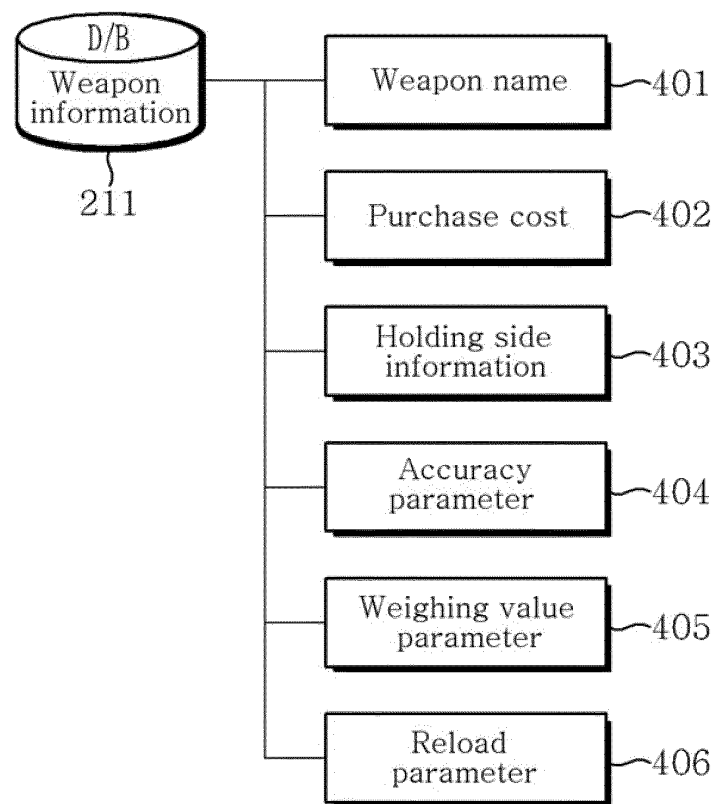 D/B
Weapon
information
211
Weapon name
401
Purchase cost
402
Holding side
information
403
Accuracy
parameter
404
Weighing value
parameter
405
Reload
parameter
406